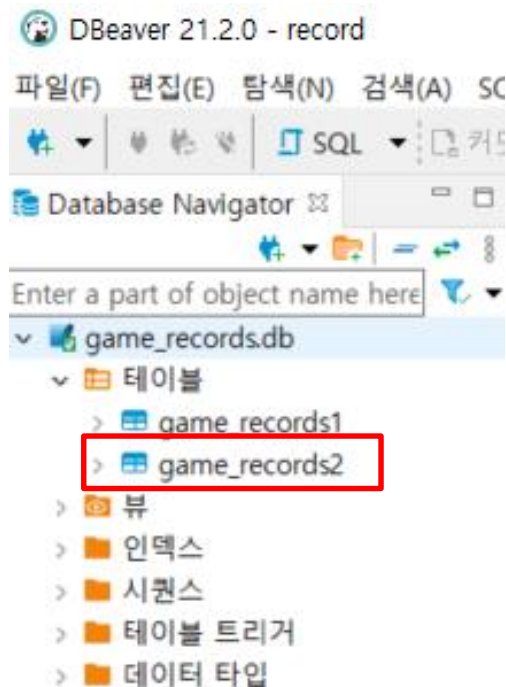 DBeaver 21.2.0 - record
파일(F) 편집(E) 탐색(N) 검색(A) SQ
SQL 커
Database Navigator
Enter a part of object name here
game_records.db
테이블
game_records1
game_records2
뷰
인덱스
시퀀스
테이블 트리거
데이터 타입